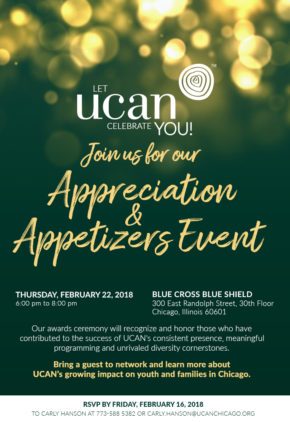 LET
ucan
CELEBRATE YOU!
Join us for our
Appreciation
&
Appetizers Event
THURSDAY, FEBRUARY 22, 2018
6:00 pm to 8:00 pm
BLUE CROSS BLUE SHIELD
300 East Randolph Street, 30th Floor
Chicago, Illinois 60601
Our awards ceremony will recognize and honor those who have
contributed to the success of UCAN's consistent presence, meaningful
programming and unrivaled diversity cornerstones.
Bring a guest to network and learn more about
UCAN's growing impact on youth and families in Chicago.
RSVP BY FRIDAY, FEBRUARY 16, 2018
TO CARLY HANSON AT 773-588 5382 OR CARLY.HANSON@UCANCHICAGO.ORG